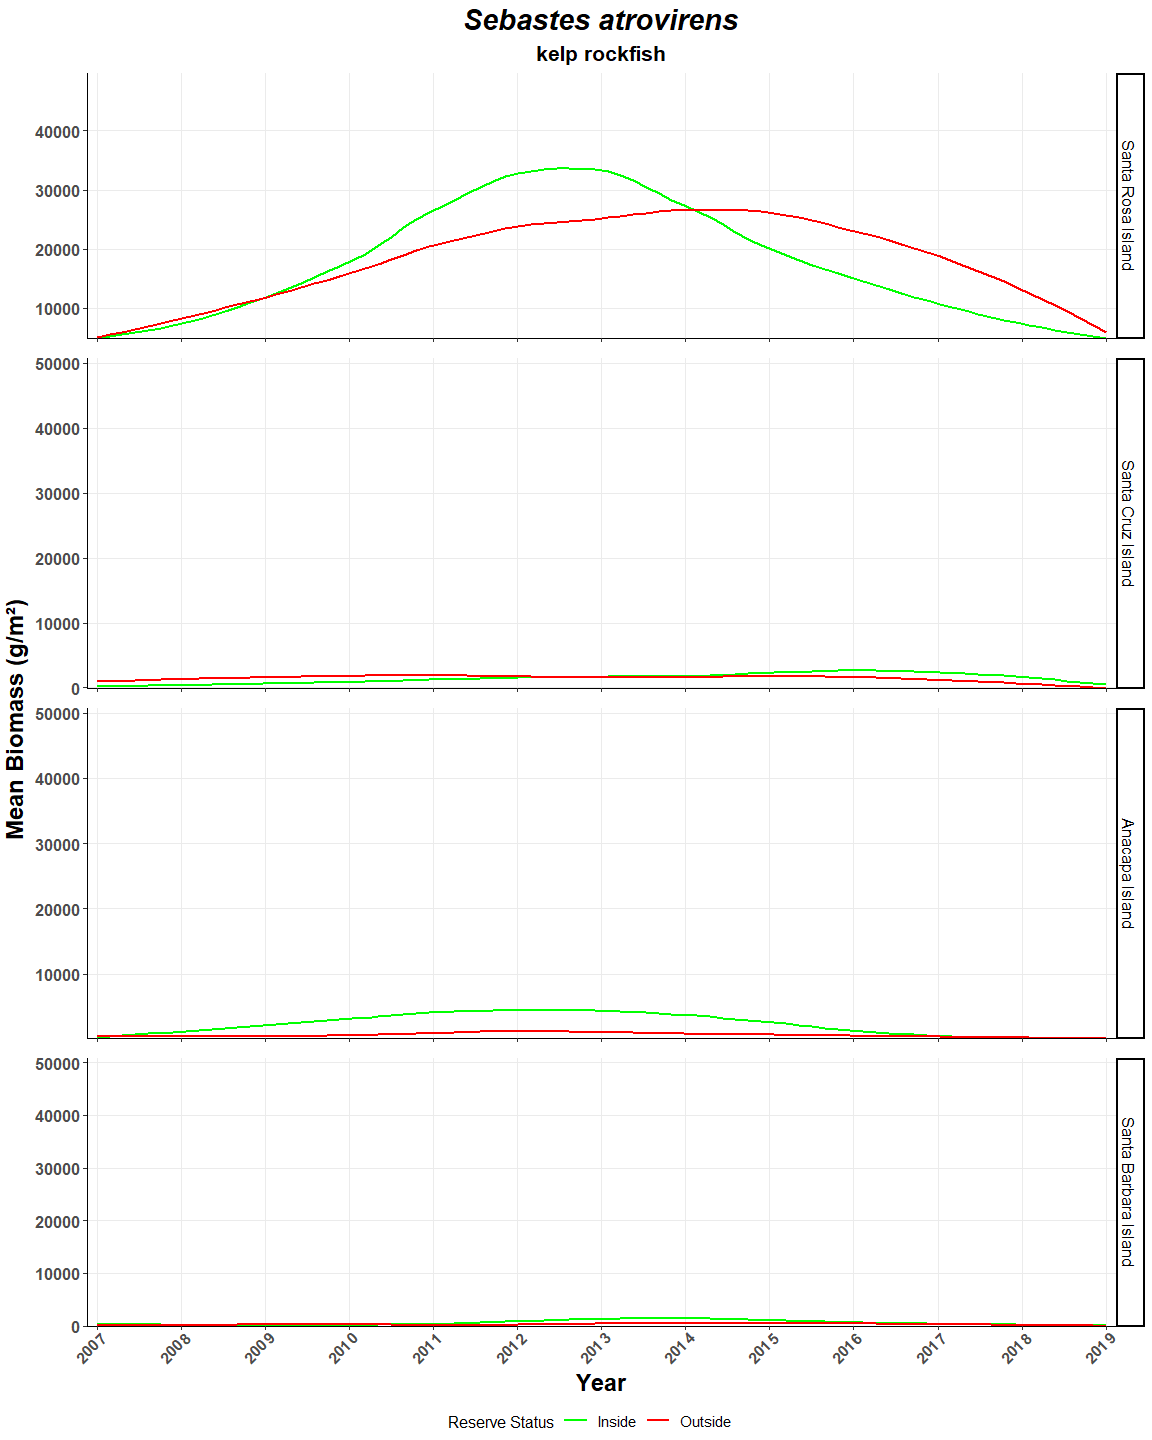 Sebastes atrovirens
kelp rockfish
Mean Biomass (g/m²)
40000
30000
20000
10000
Santa Rosa Island
50000
40000
30000
20000
10000
0
Santa Cruz Island
50000
40000
30000
20000
10000
Anacapa Island
50000
40000
30000
20000
10000
0
Santa Barbara Island
2007 2008 2009 2010 2011 2012 2013 2014 2015 2016 2017 2018 2019
Year
Reserve Status Inside Outside